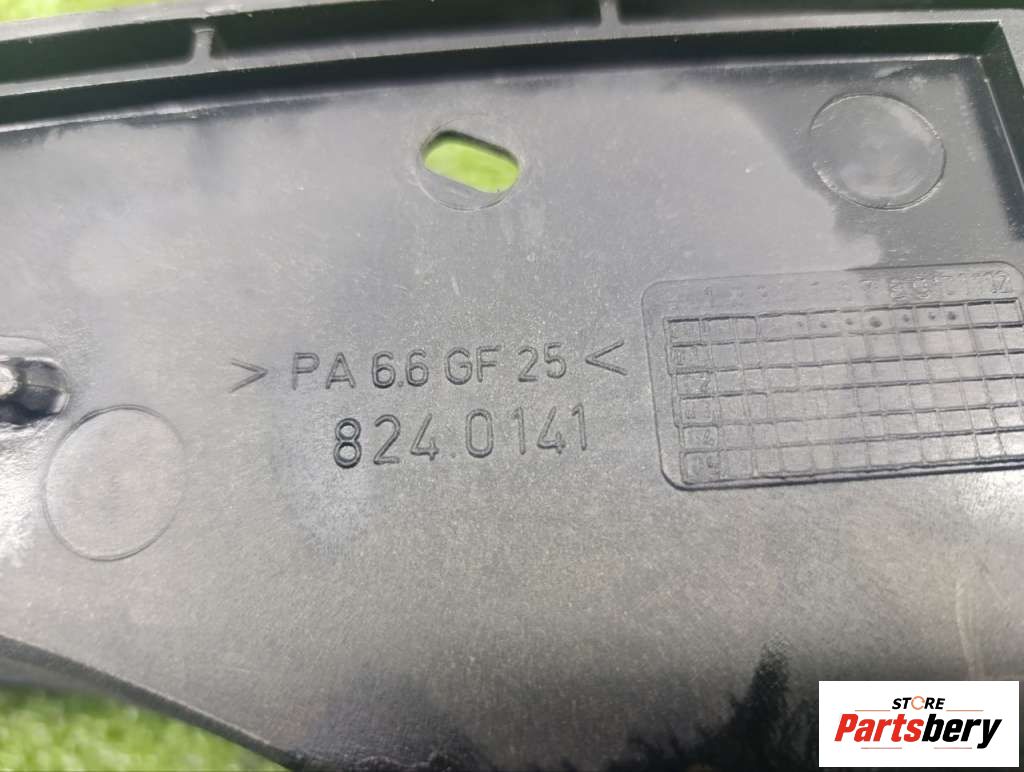 > PA 6.6 GF 25 <
824.0141
STORE
Partsbery